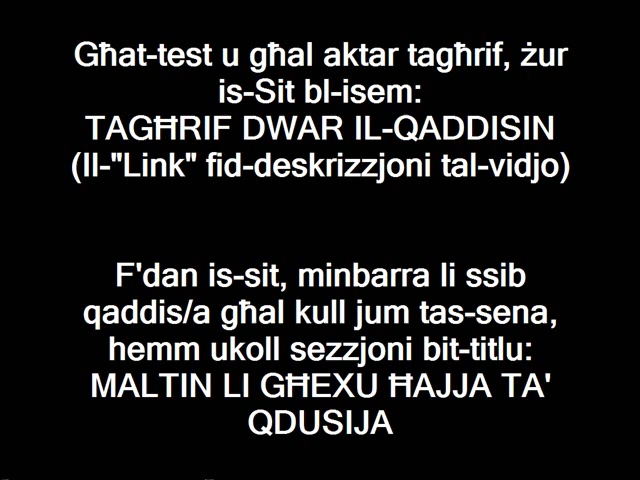 Għat-test u għal aktar tagħrif, żur
is-Sit bl-isem:
TAGĦRIF DWAR IL-QADDISIN
(Il-"Link" fid-deskrizzjoni tal-vidjo)
F'dan is-sit, minbarra li ssib
qaddis/a għal kull jum tas-sena,
hemm ukoll sezzjoni bit-titlu:
MALTIN LI GĦEXU ĦAJJA TA'
QDUSIJA